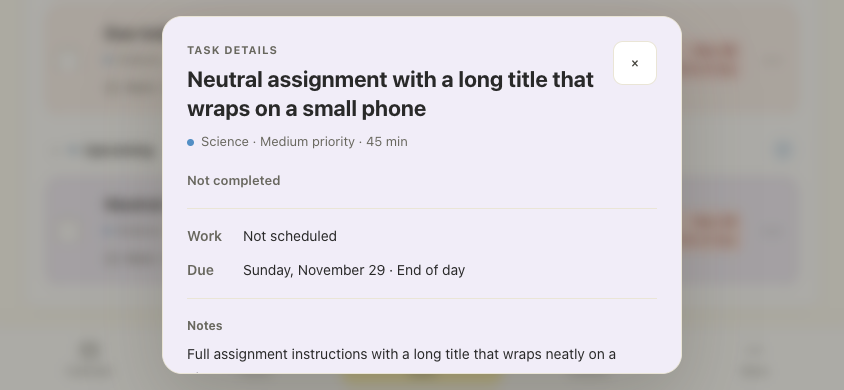 TASK DETAILS
×
Neutral assignment with a long title that
wraps on a small phone
Science · Medium priority · 45 min
Not completed
Work Not scheduled
Due Sunday, November 29 · End of day
Notes
Full assignment instructions with a long title that wraps neatly on a